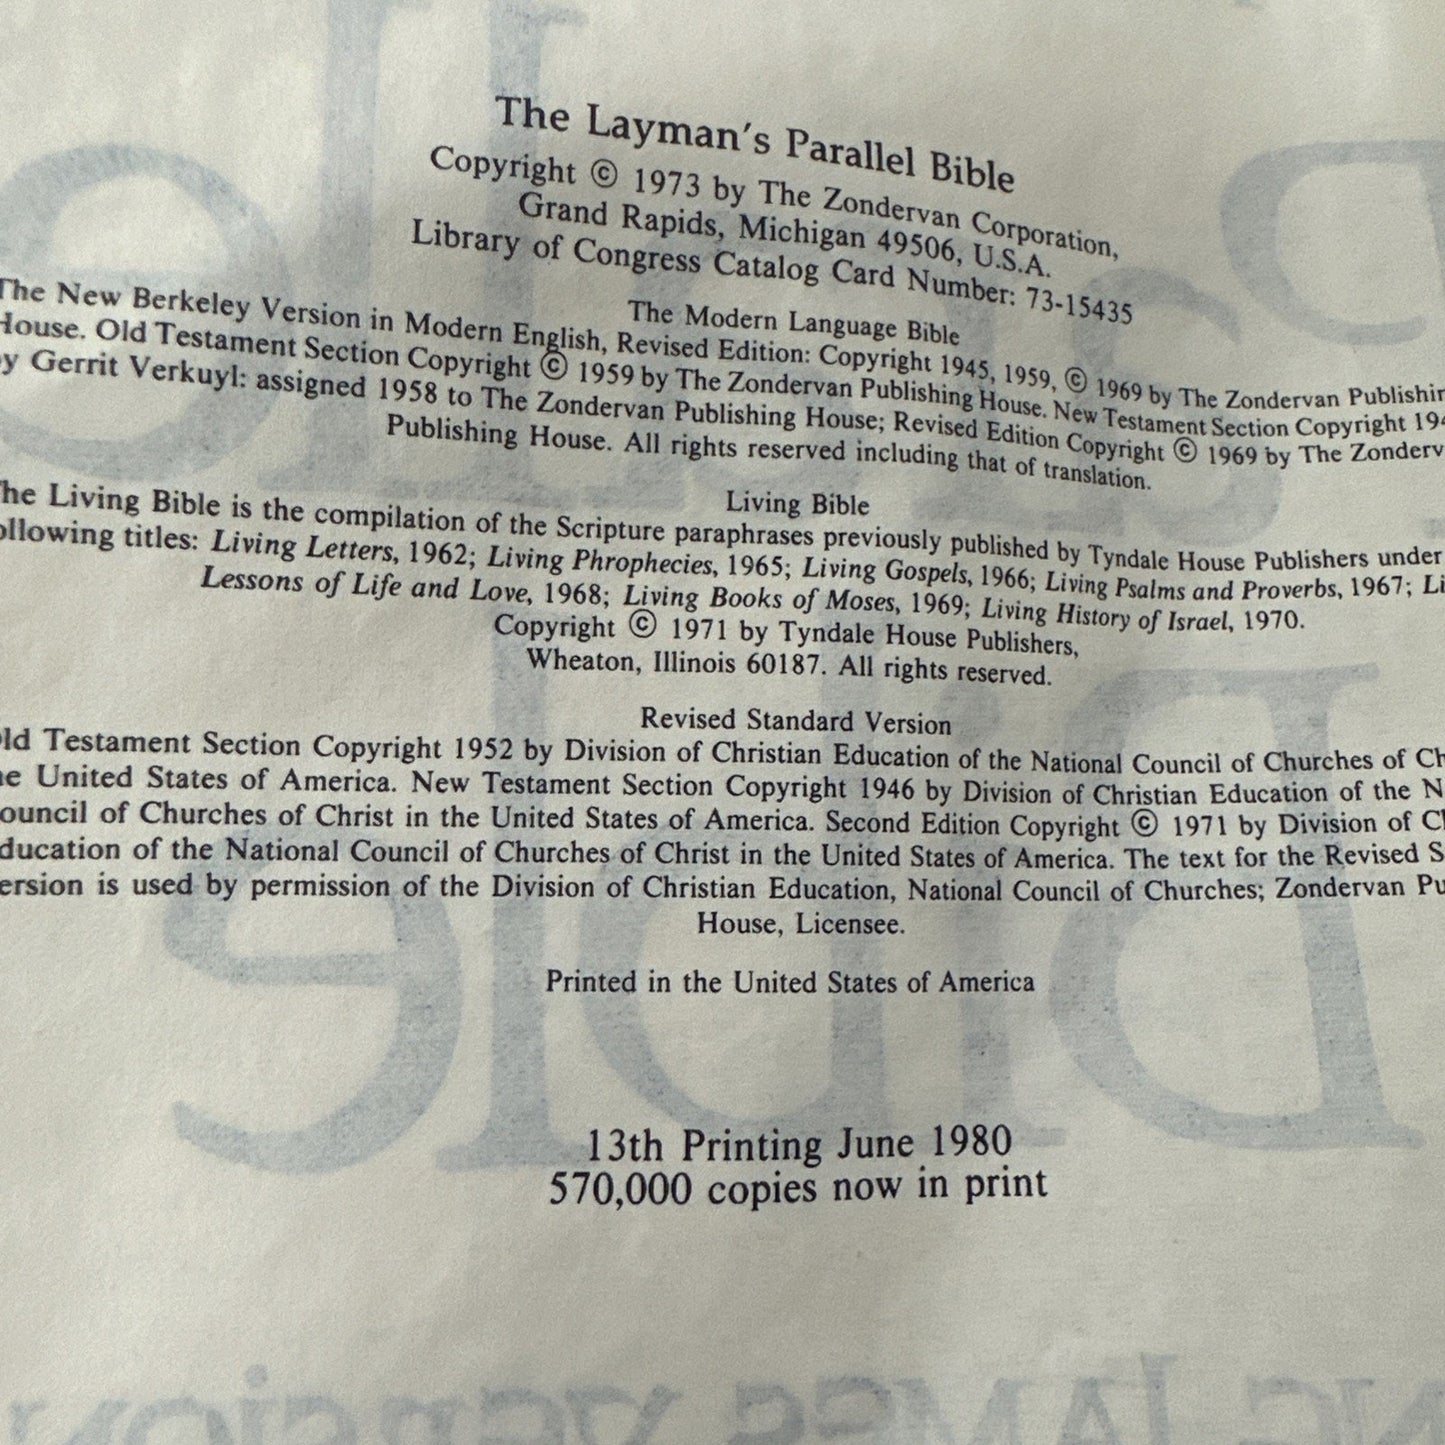 The Layman's Parallel Bible
Copyright © 1973 by The Zondervan Corporation,
Grand Rapids, Michigan 49506, U.S.A.
Library of Congress Catalog Card Number: 73-15435
The Modern Language Bible
The New Berkeley Version in Modern English, Revised Edition: Copyright 1945, 1959, © 1969 by The Zondervan
House. Old Testament Section Copyright © 1959 by The Zondervan Publishing House. New Testament Section Copyright
by Gerrit Verkuyl: assigned 1958 to The Zondervan Publishing House; Revised Edition Copyright © 1969 by The
Publishing House. All rights reserved including that of translation.
Living Bible
The Living Bible is the compilation of the Scripture paraphrases previously published by Tyndale House Publishers under
following titles: Living Letters, 1962; Living Phrophecies, 1965; Living Gospels, 1966; Living Psalms and Proverbs, 1967;
Lessons of Life and Love, 1968; Living Books of Moses, 1969; Living History of Israel, 1970.
Copyright © 1971 by Tyndale House Publishers,
Wheaton, Illinois 60187. All rights reserved.
Revised Standard Version
Old Testament Section Copyright 1952 by Division of Christian Education of the National Council of Churches of
United States of America. New Testament Section Copyright 1946 by Division of Christian Education of the
Council of Churches of Christ in the United States of America. Second Edition Copyright © 1971 by Division of
Education of the National Council of Churches of Christ in the United States of America. The text for the Revised
Version is used by permission of the Division of Christian Education, National Council of Churches; Zondervan
House, Licensee.
Printed in the United States of America
13th Printing June 1980
570,000 copies now in print